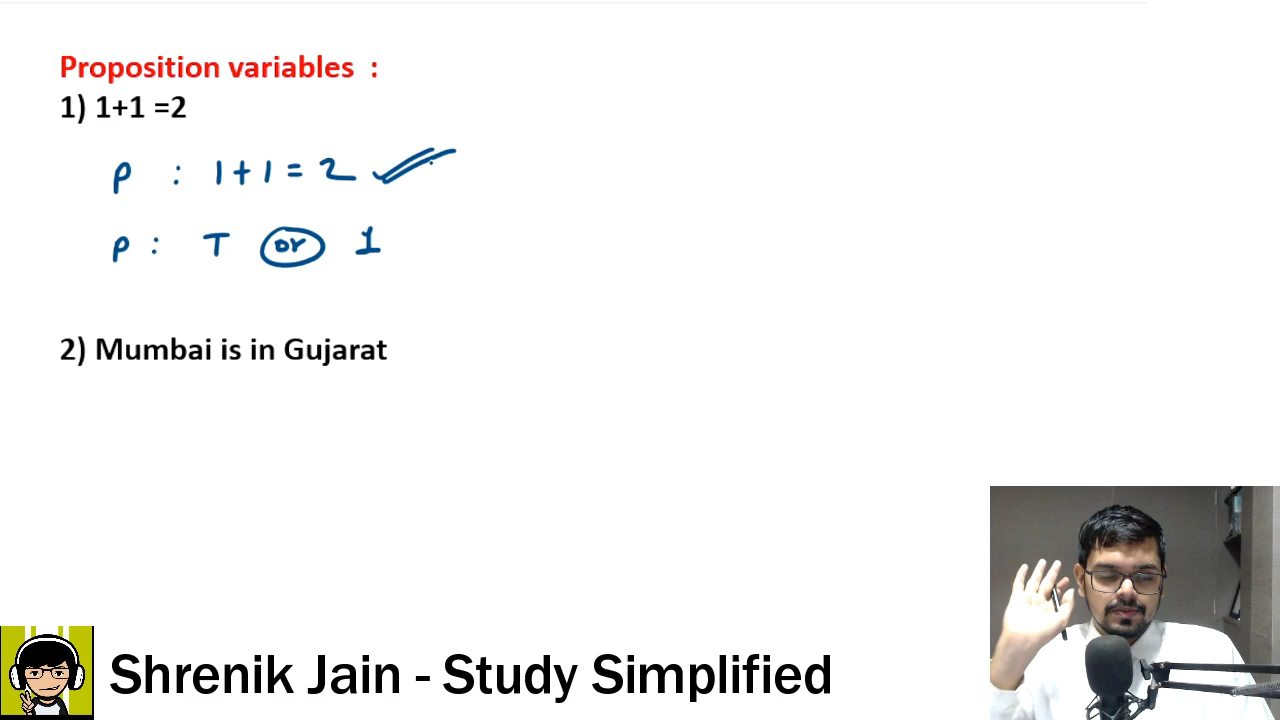 Proposition variables :
1) 1+1 =2
p : 1+1=2
p : T or 1
2) Mumbai is in Gujarat
Shrenik Jain - Study Simplified